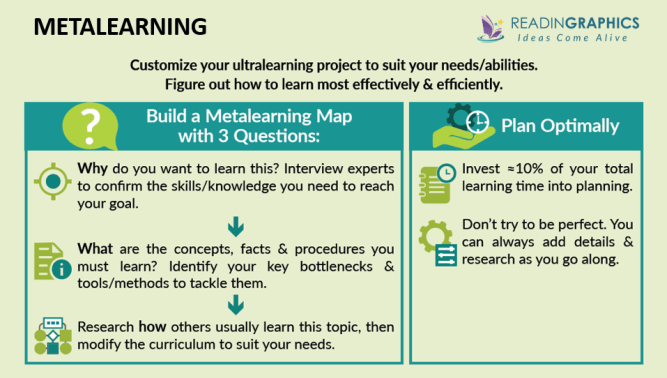 METALEARNING
READINGRAPHICS
Ideas Come Alive
Customize your ultralearning project to suit your needs/abilities.
Figure out how to learn most effectively & efficiently.
?
Build a Metalearning Map
with 3 Questions:
Why do you want to learn this? Interview experts
to confirm the skills/knowledge you need to reach
your goal.
What are the concepts, facts & procedures you
must learn? Identify your key bottlenecks &
tools/methods to tackle them.
Research how others usually learn this topic, then
modify the curriculum to suit your needs.
Plan Optimally
Invest ≈10% of your total
learning time into planning.
Don't try to be perfect. You
can always add details &
research as you go along.